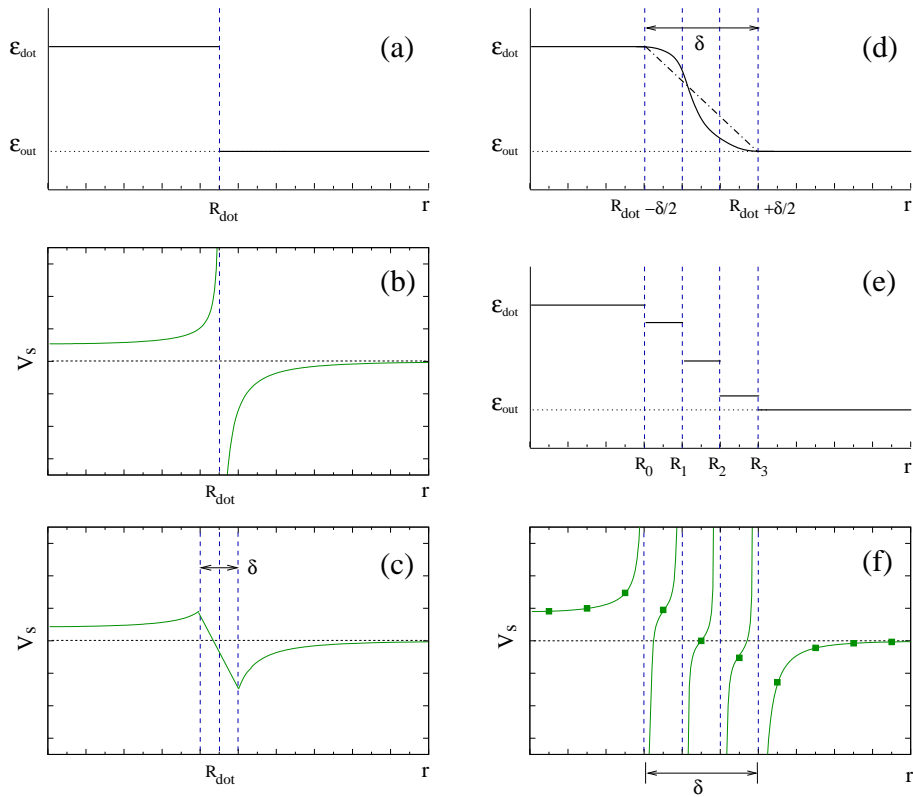 (a)
ε_dot
ε_out
R_dot
r
(b)
V_s
R_dot
r
(c)
δ
V_s
R_dot
r
(d)
δ
ε_dot
ε_out
R_dot −δ/2
R_dot +δ/2
r
(e)
ε_dot
ε_out
R_0 R_1 R_2 R_3
r
(f)
V_s
δ
r